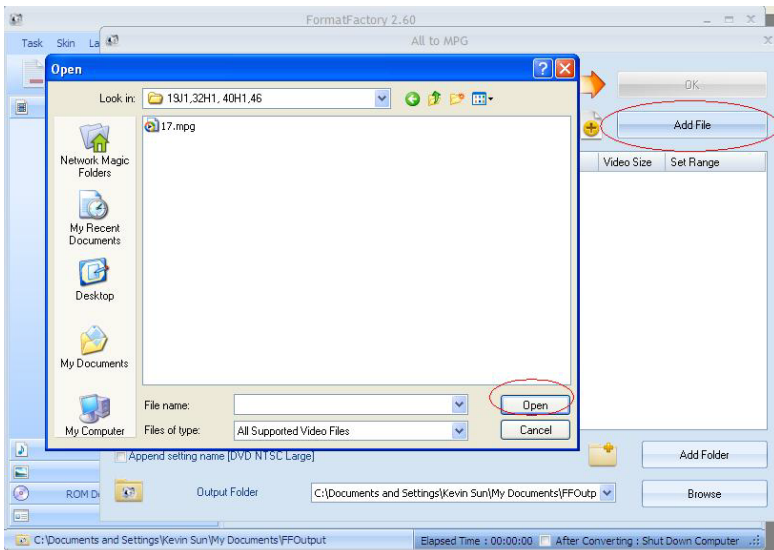 FormatFactory 2.60
Task Skin La
All to MPG
Open
OK
Look in: 19J1,32H1, 40H1,46
Add File
17.mpg
Network Magic
Folders
Video Size Set Range
My Recent
Documents
Desktop
My Documents
My Computer
File name:
Open
Files of type: All Supported Video Files
Cancel
Append setting name [DVD NTSC Large]
Add Folder
ROM D
Output Folder C:\Documents and Settings\Kevin Sun\My Documents\FFOutp
Browse
C:\Documents and Settings\Kevin Sun\My Documents\FFOutput Elapsed Time : 00:00:00 After Converting : Shut Down Computer